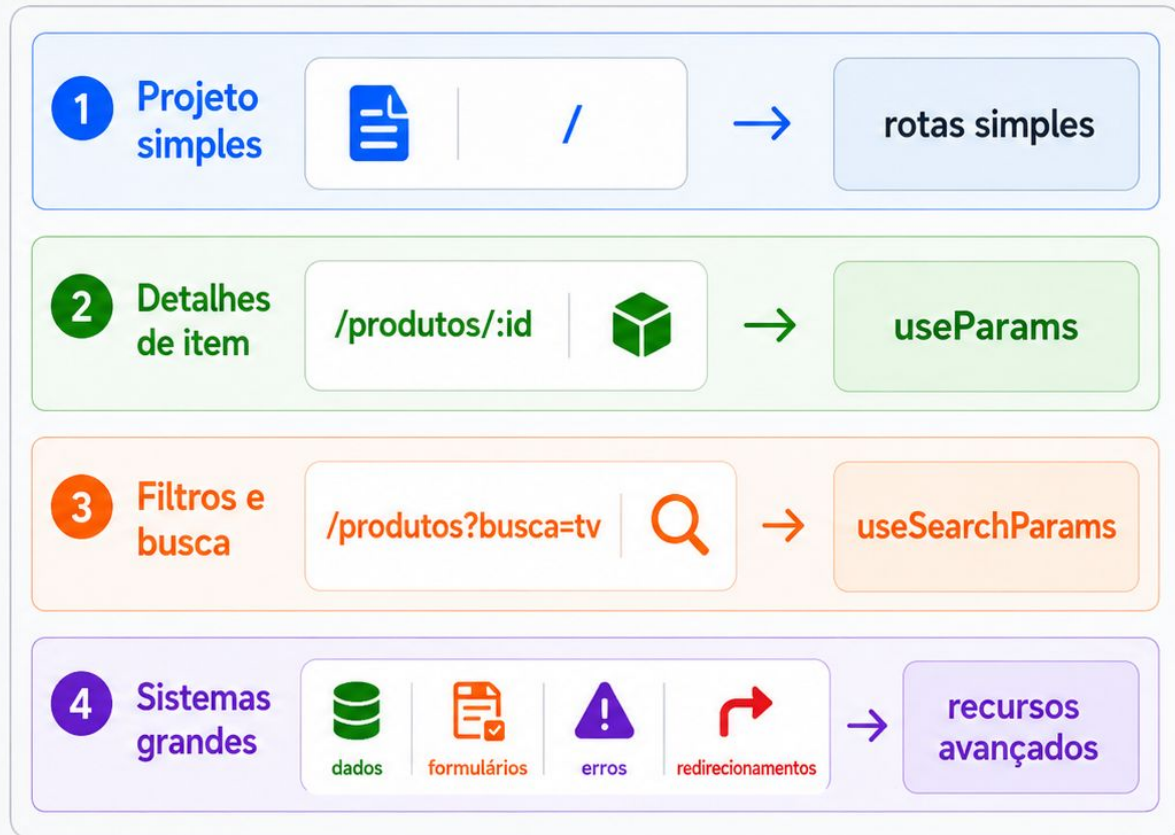 1
Projeto
simples
/
rotas simples
2
Detalhes
de item
/produtos/:id
useParams
3
Filtros e
busca
/produtos?busca=tv
useSearchParams
4
Sistemas
grandes
dados
formulários
erros
redirecionamentos
recursos
avançados